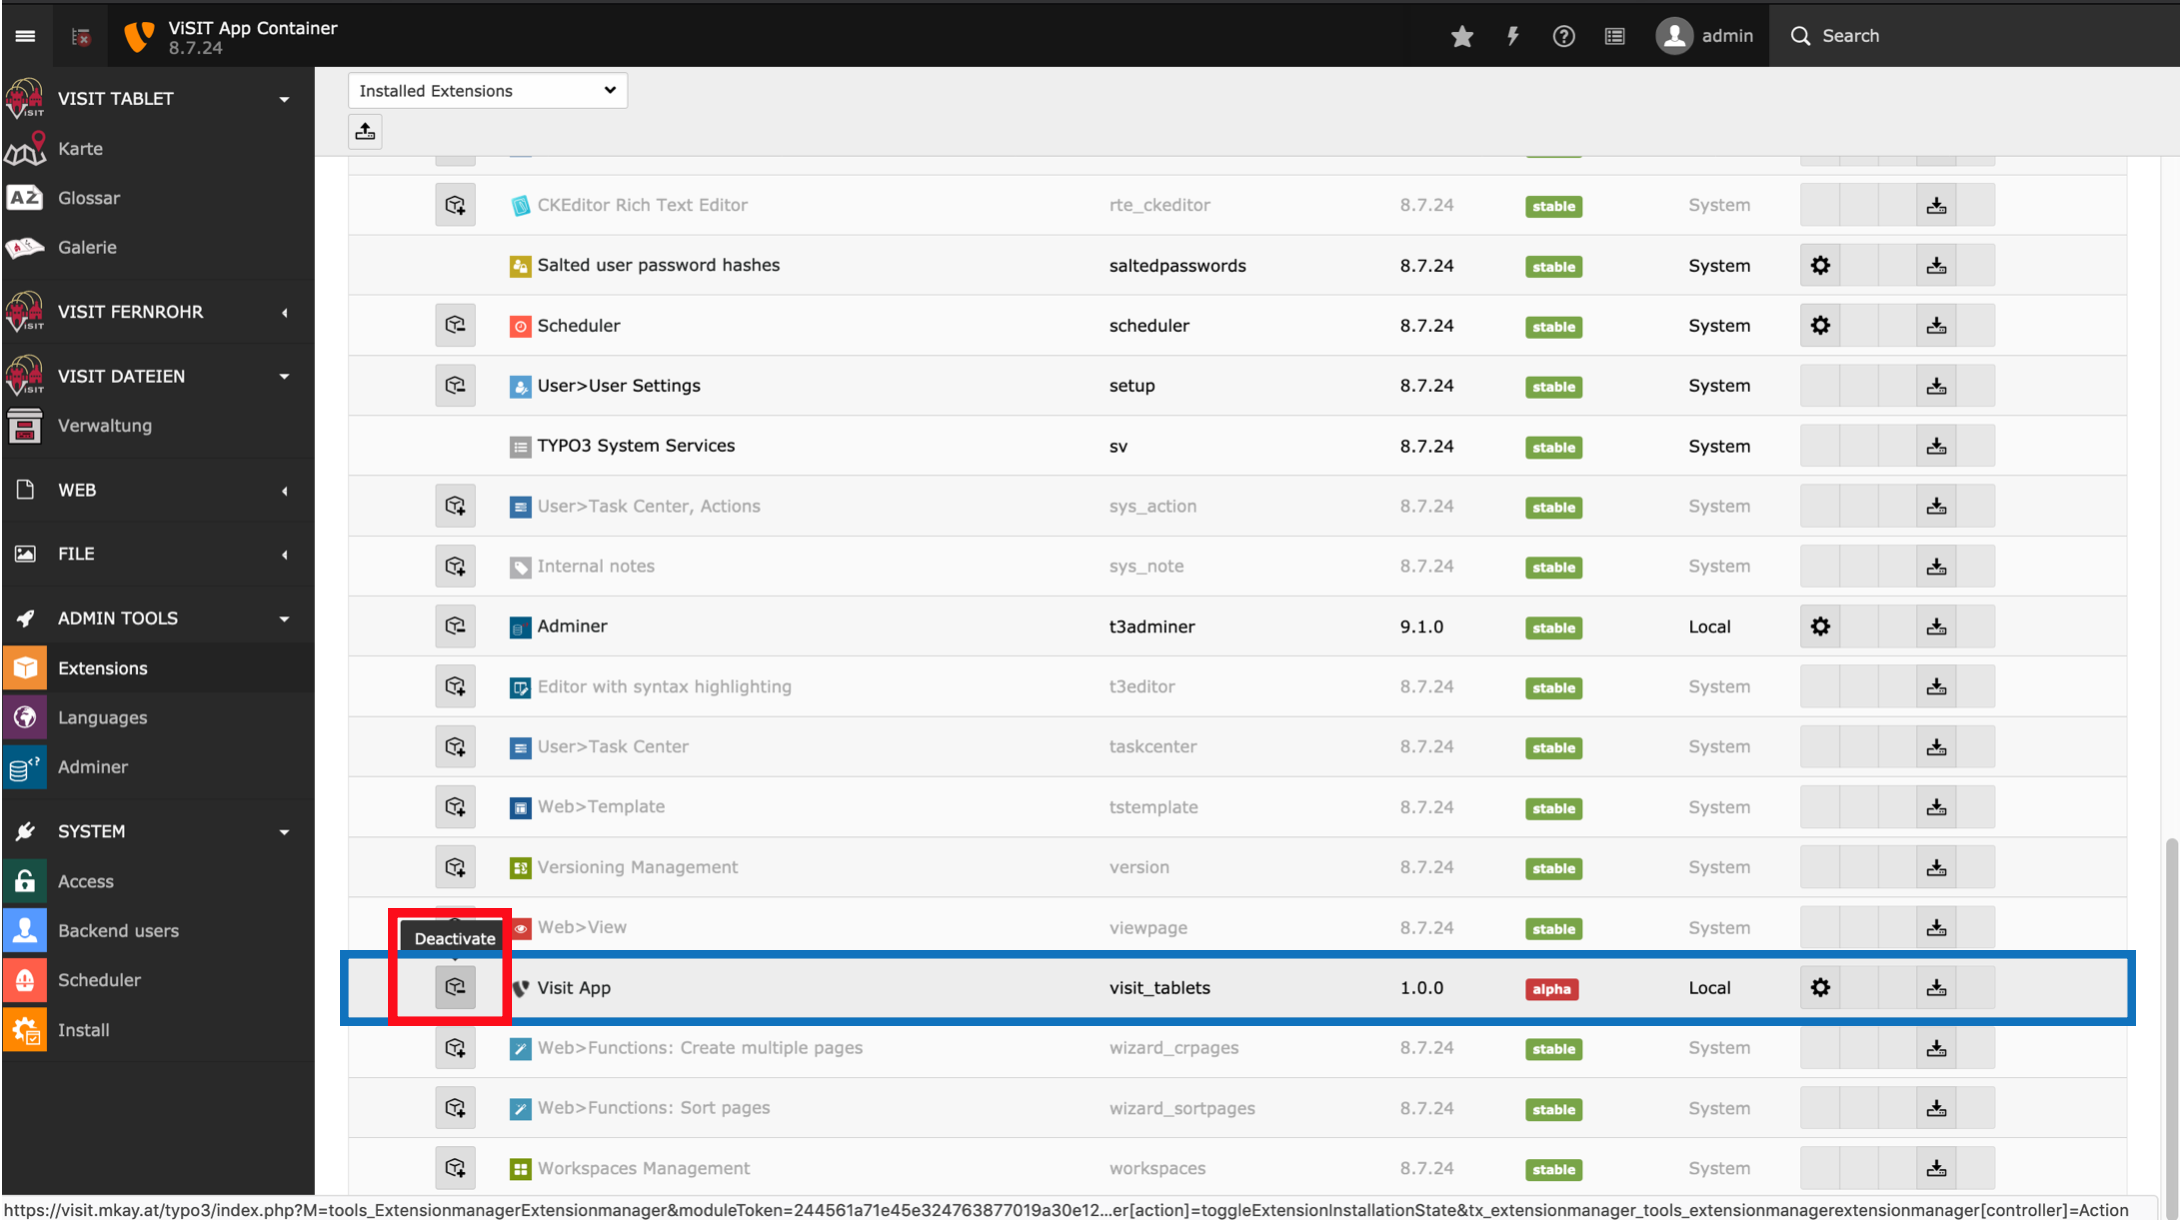 ViSIT App Container
8.7.24
admin
Search
VISIT TABLET
Karte
Glossar
Galerie
VISIT FERNROHR
VISIT DATEIEN
Verwaltung
WEB
FILE
ADMIN TOOLS
Extensions
Languages
Adminer
SYSTEM
Access
Backend users
Scheduler
Install
Installed Extensions
CKEditor Rich Text Editor rte_ckeditor 8.7.24 stable System
Salted user password hashes saltedpasswords 8.7.24 stable System
Scheduler scheduler 8.7.24 stable System
User>User Settings setup 8.7.24 stable System
TYPO3 System Services sv 8.7.24 stable System
User>Task Center, Actions sys_action 8.7.24 stable System
Internal notes sys_note 8.7.24 stable System
Adminer t3adminer 9.1.0 stable Local
Editor with syntax highlighting t3editor 8.7.24 stable System
User>Task Center taskcenter 8.7.24 stable System
Web>Template tstemplate 8.7.24 stable System
Versioning Management version 8.7.24 stable System
Web>View viewpage 8.7.24 stable System
Deactivate
Visit App visit_tablets 1.0.0 alpha Local
Web>Functions: Create multiple pages wizard_crpages 8.7.24 stable System
Web>Functions: Sort pages wizard_sortpages 8.7.24 stable System
Workspaces Management workspaces 8.7.24 stable System
https://visit.mkay.at/typo3/index.php?M=tools_ExtensionmanagerExtensionmanager&moduleToken=244561a71e45e324763877019a30e12...er[action]=toggleExtensionInstallationState&tx_extensionmanager_tools_extensionmanagerextensionmanager[controller]=Action